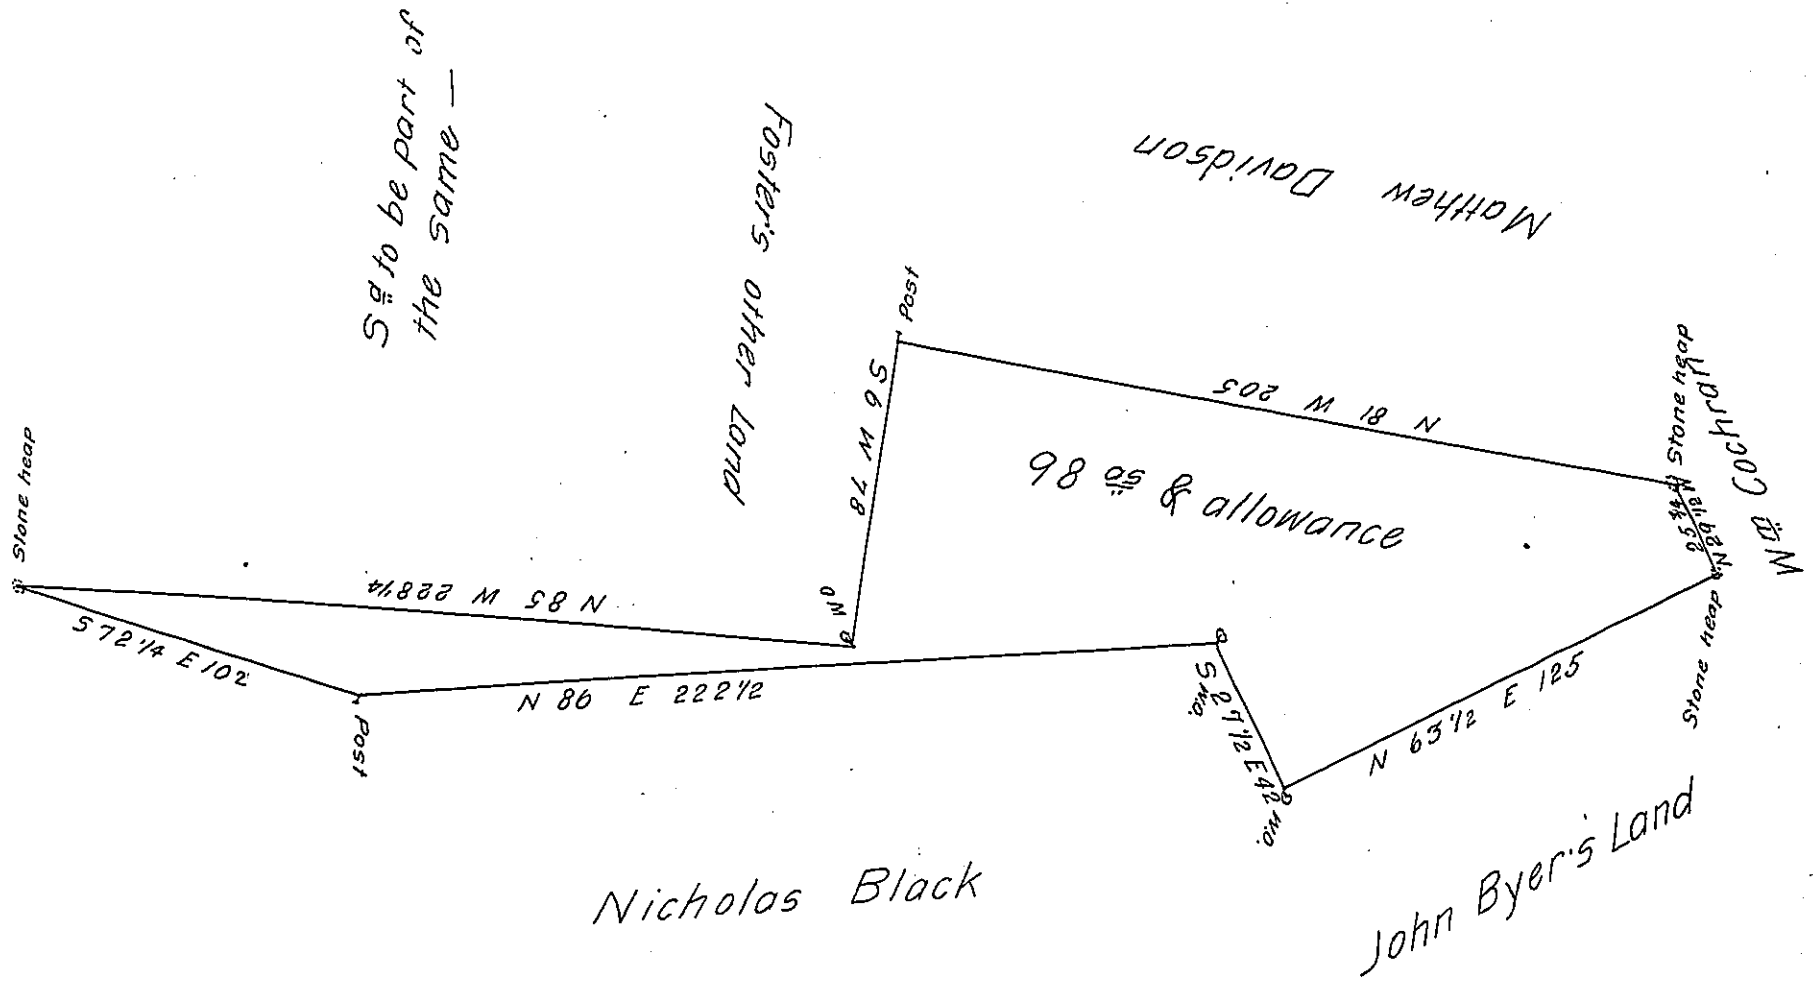 Sd to be part of
the same —
Foster's other Land
Matthew Davidson
Stone heap
Post
S 6 W 78
N 81 W 205
Stone heap
Wm Cochran
98 as & allowance
N 85 W 228 1/4
WO
S 72 1/4 E 102
N 86 E 222 1/2
Post
S 27 1/2 E 42
wo.
wo.
N 63 1/2 E 125
Stone heap
N 29 1/2 W
25 3/4
Nicholas Black
John Byer's Land